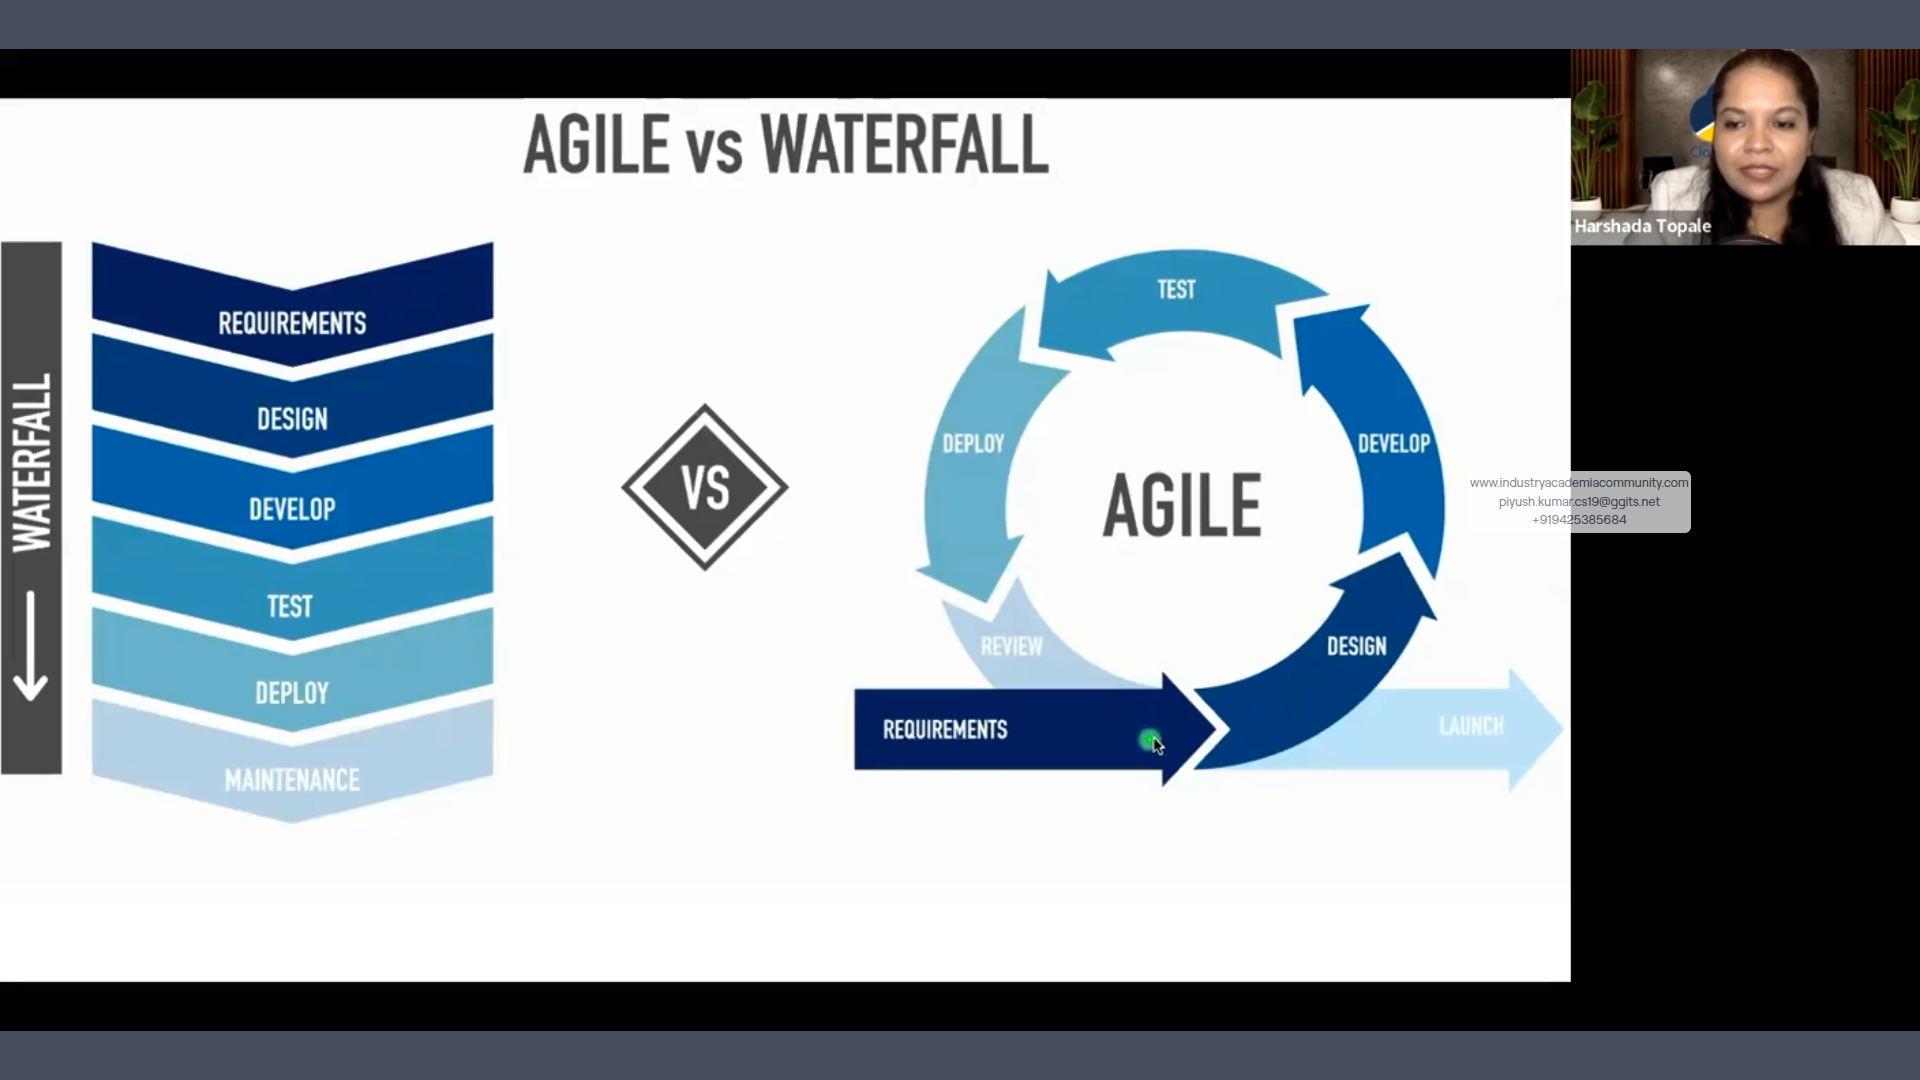 AGILE vs WATERFALL
WATERFALL
REQUIREMENTS
DESIGN
DEVELOP
TEST
DEPLOY
MAINTENANCE
VS
TEST
DEPLOY
DEVELOP
AGILE
REVIEW
DESIGN
REQUIREMENTS
LAUNCH
Harshada Topale
www.industryacademiacommunity.com
piyush.kumar.cs19@ggits.net
+919425385684